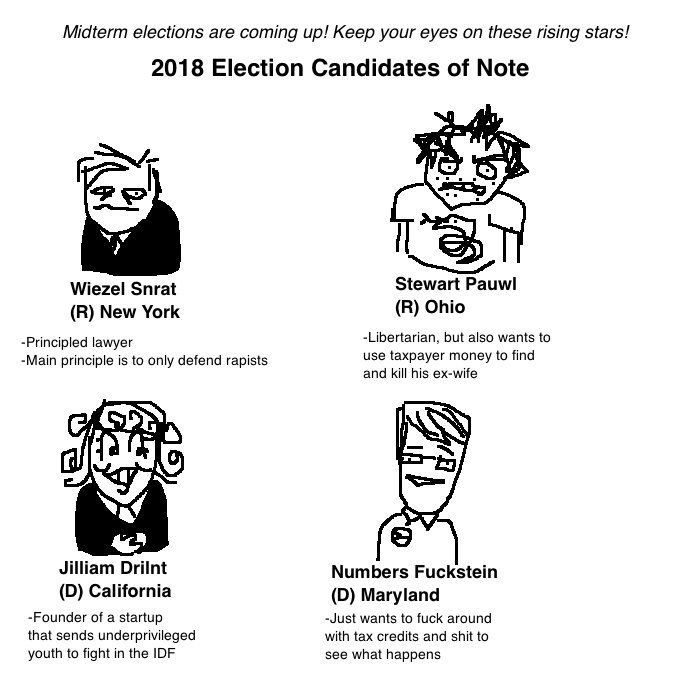 Midterm elections are coming up! Keep your eyes on these rising stars!
2018 Election Candidates of Note
Wiezel Snrat
(R) New York
-Principled lawyer
-Main principle is to only defend rapists
Stewart Pauwl
(R) Ohio
-Libertarian, but also wants to
use taxpayer money to find
and kill his ex-wife
Jilliam Drilnt
(D) California
-Founder of a startup
that sends underprivileged
youth to fight in the IDF
Numbers Fuckstein
(D) Maryland
-Just wants to fuck around
with tax credits and shit to
see what happens